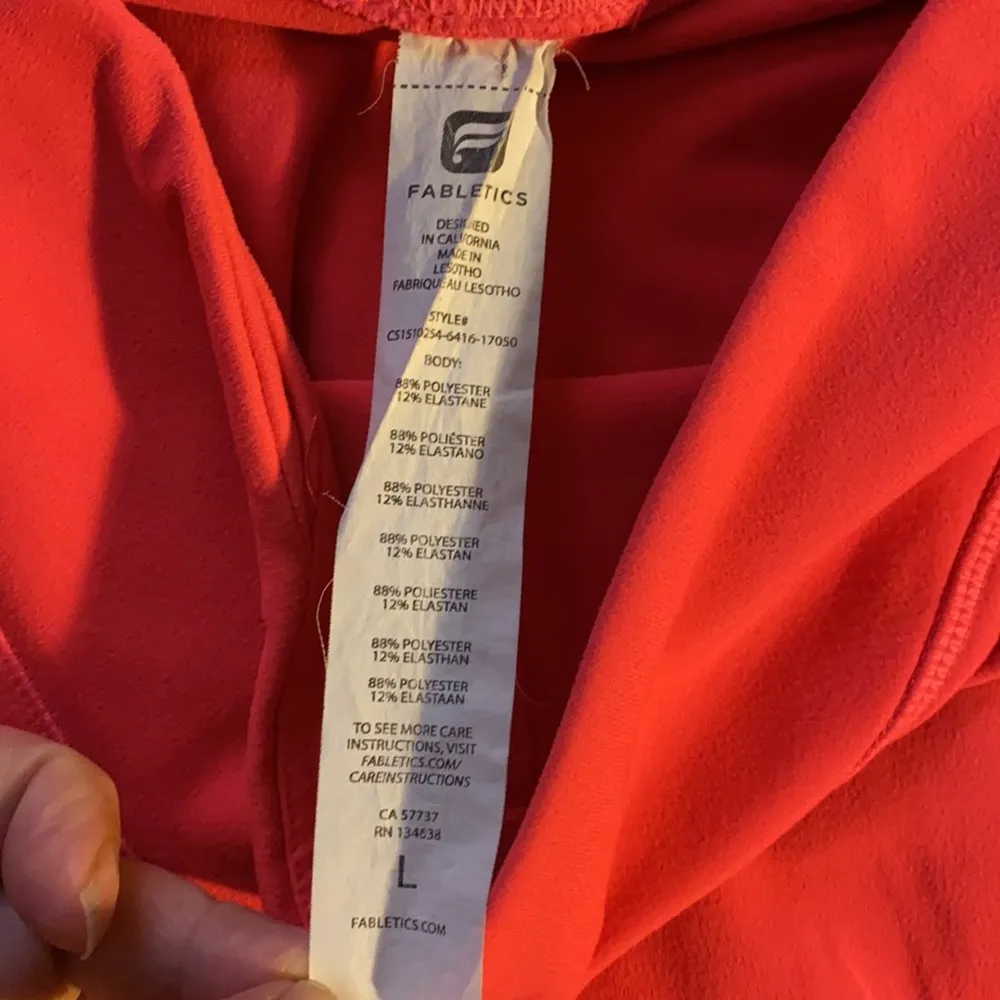 FABLETICS
DESIGNED
IN CALIFORNIA
MADE IN
LESOTHO
FABRIQUE AU LESOTHO
STYLE#
CS1510254-6416-17050
BODY:
88% POLYESTER
12% ELASTANE
88% POLIÉSTER
12% ELASTANO
88% POLYESTER
12% ELASTHANNE
88% POLYESTER
12% ELASTAN
88% POLIESTERE
12% ELASTAN
88% POLYESTER
12% ELASTHAN
88% POLYESTER
12% ELASTAAN
TO SEE MORE CARE
INSTRUCTIONS, VISIT
FABLETICS.COM/
CAREINSTRUCTIONS
CA 57737
RN 134638
L
FABLETICS.COM